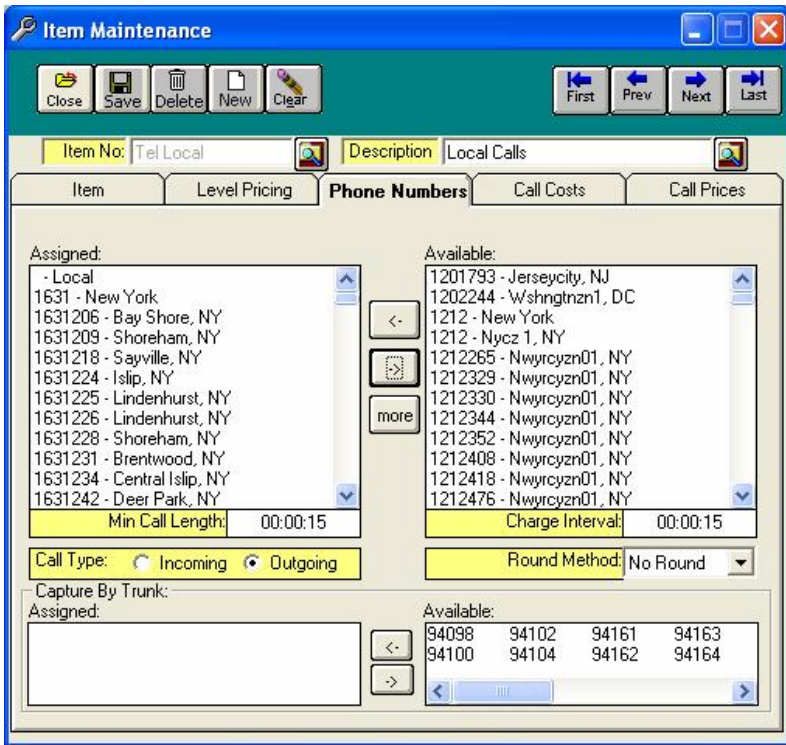 Item Maintenance
Close Save Delete New Clear First Prev Next Last
Item No: Tel Local Description Local Calls
Item Level Pricing Phone Numbers Call Costs Call Prices
Assigned:
- Local
1631 - New York
1631206 - Bay Shore, NY
1631209 - Shoreham, NY
1631218 - Sayville, NY
1631224 - Islip, NY
1631225 - Lindenhurst, NY
1631226 - Lindenhurst, NY
1631228 - Shoreham, NY
1631231 - Brentwood, NY
1631234 - Central Islip, NY
1631242 - Deer Park, NY
Min Call Length: 00:00:15
<-
->
more
Available:
1201793 - Jerseycity, NJ
1202244 - Wshngtnzn1, DC
1212 - New York
1212 - Nycz 1, NY
1212265 - Nwyrcyzn01, NY
1212329 - Nwyrcyzn01, NY
1212330 - Nwyrcyzn01, NY
1212344 - Nwyrcyzn01, NY
1212352 - Nwyrcyzn01, NY
1212408 - Nwyrcyzn01, NY
1212418 - Nwyrcyzn01, NY
1212476 - Nwyrcyzn01, NY
Charge Interval: 00:00:15
Call Type: Incoming Outgoing Round Method: No Round
Capture By Trunk:
Assigned:
<-
->
Available:
94098 94102 94161 94163
94100 94104 94162 94164